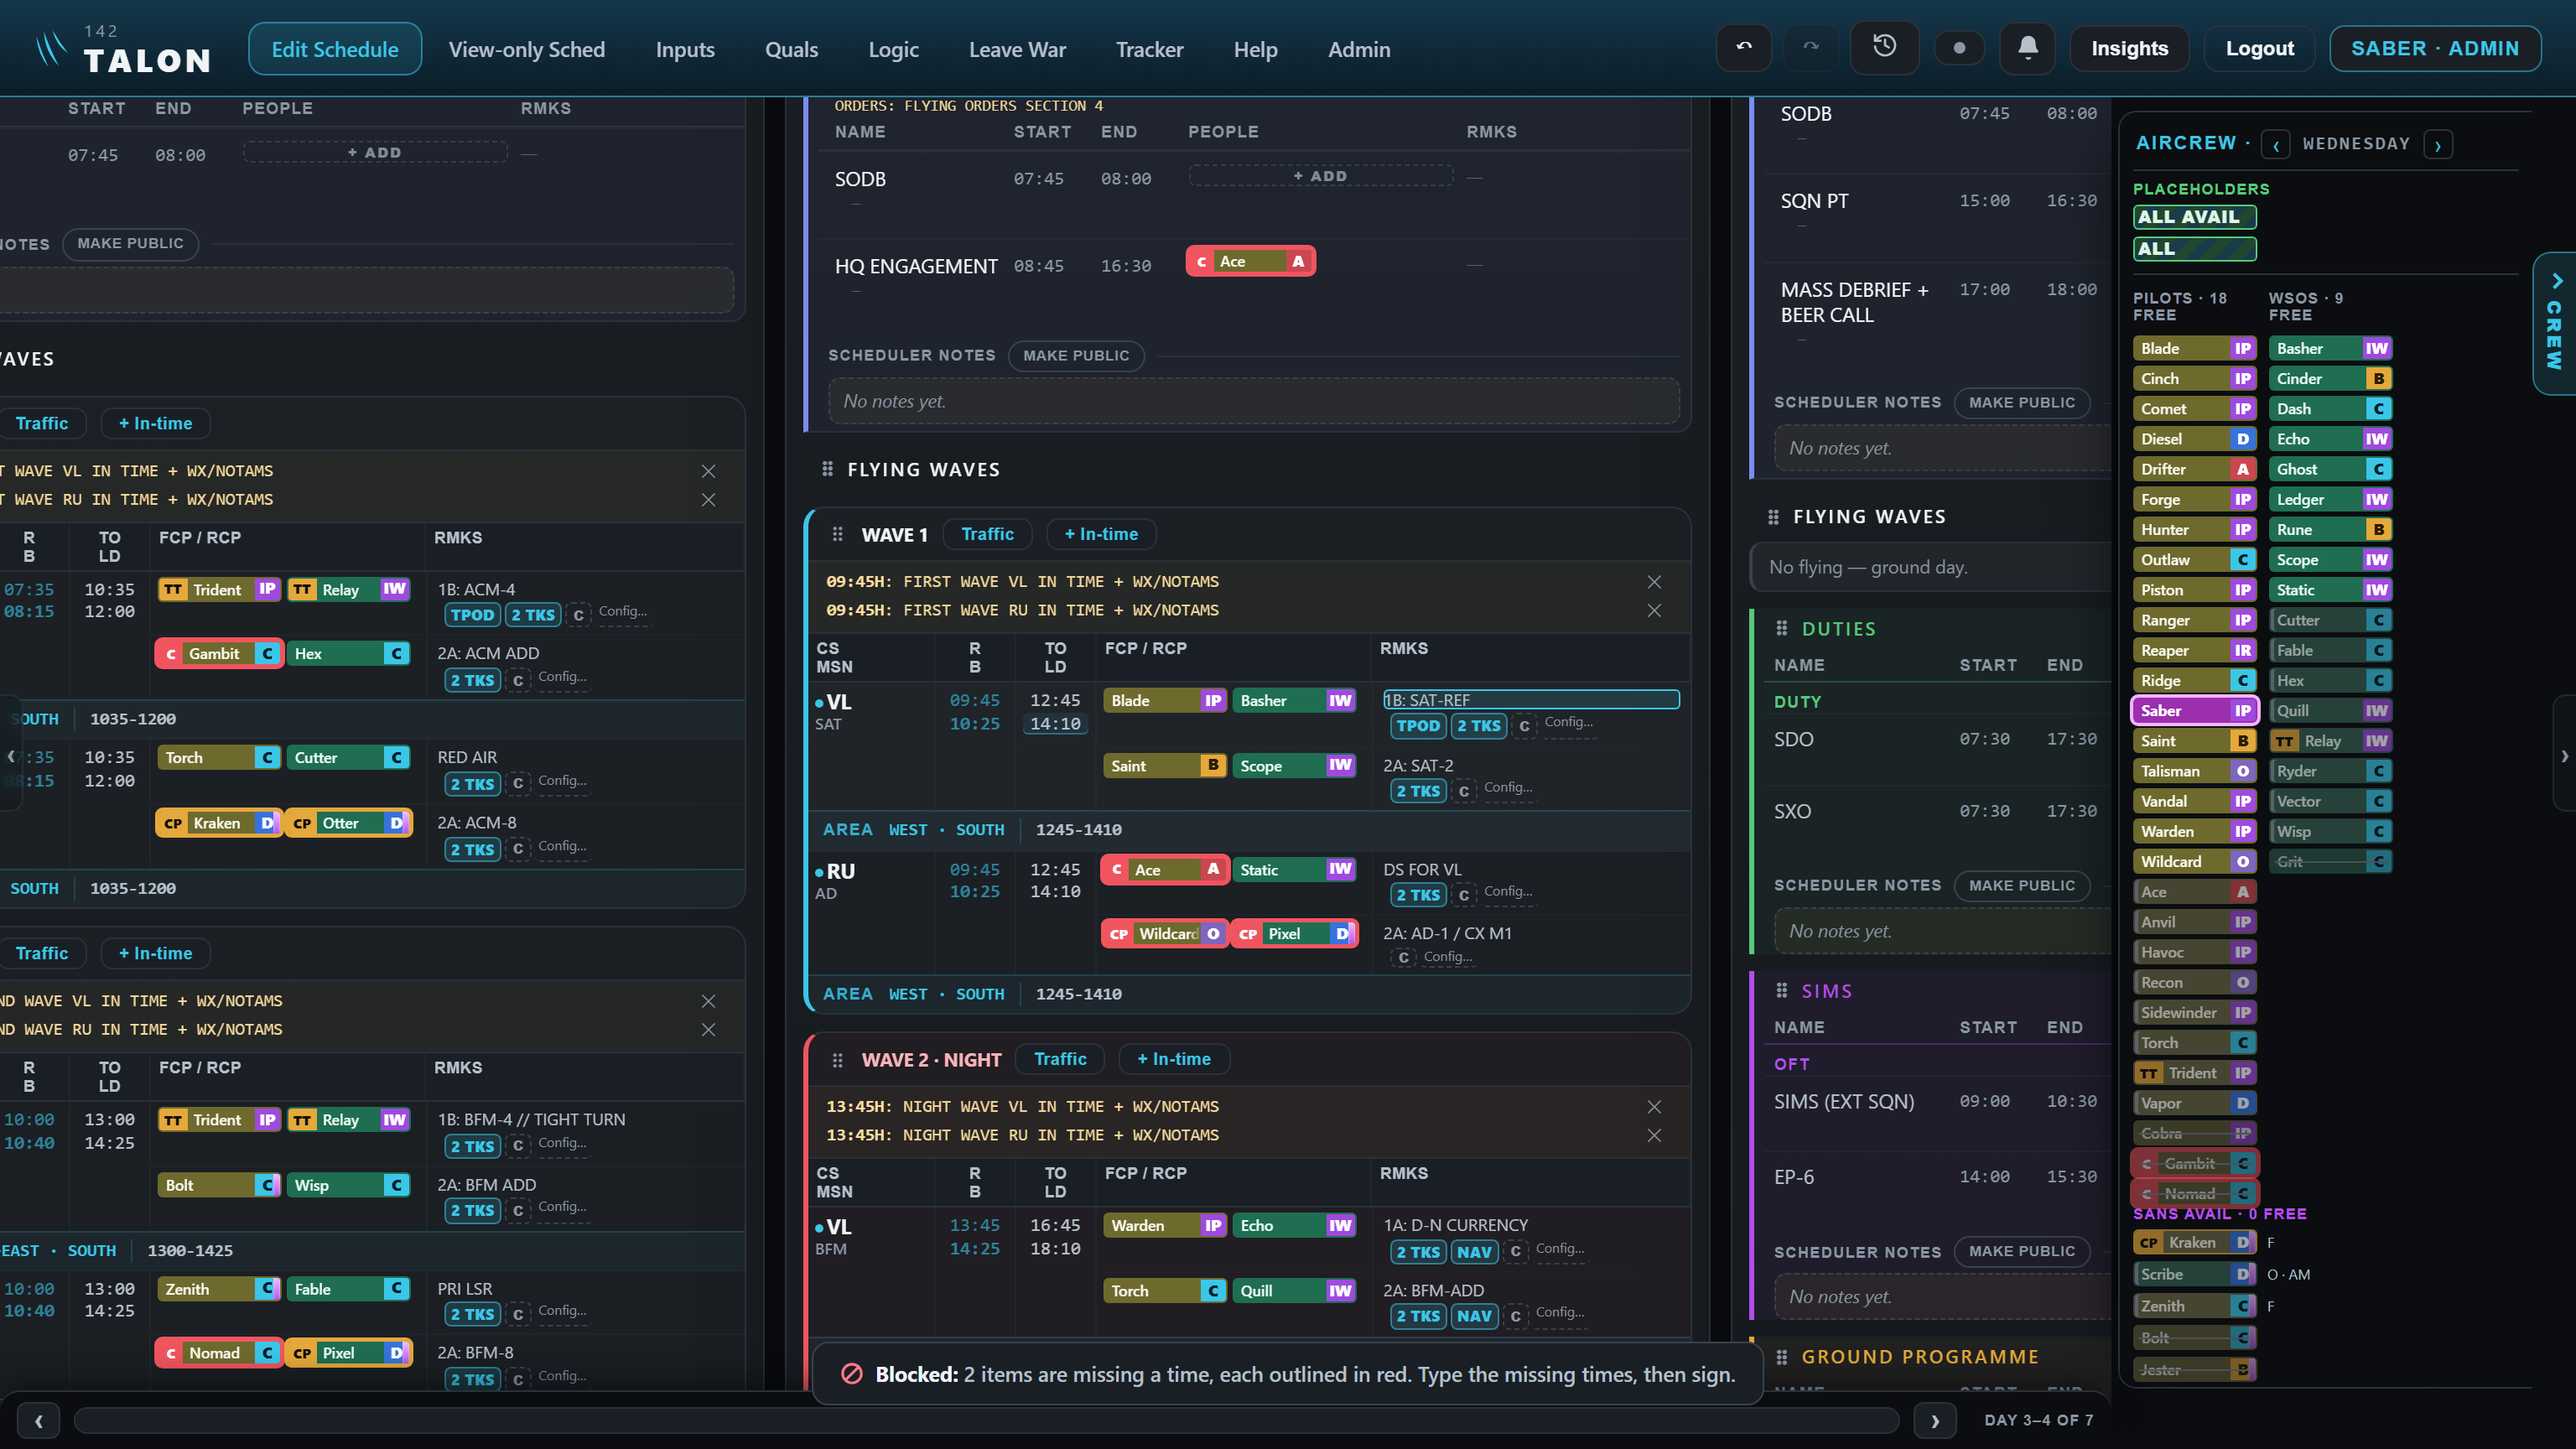 142
TALON
Edit Schedule View-only Sched Inputs Quals Logic Leave War Tracker Help Admin
Insights Logout SABER · ADMIN
START END PEOPLE RMKS
07:45 08:00 + ADD —
NOTES MAKE PUBLIC
WAVES
Traffic + In-time
T WAVE VL IN TIME + WX/NOTAMS
T WAVE RU IN TIME + WX/NOTAMS
R TO FCP / RCP RMKS
B LD
07:35 10:35 TT Trident IP TT Relay IW 1B: ACM-4
08:15 12:00 TPOD 2 TKS C Config...
C Gambit C Hex C 2A: ACM ADD
2 TKS C Config...
SOUTH 1035-1200
7:35 10:35 Torch C Cutter C RED AIR
08:15 12:00 2 TKS C Config...
CP Kraken D CP Otter D 2A: ACM-8
2 TKS C Config...
SOUTH 1035-1200
Traffic + In-time
ND WAVE VL IN TIME + WX/NOTAMS
ND WAVE RU IN TIME + WX/NOTAMS
R TO FCP / RCP RMKS
B LD
10:00 13:00 TT Trident IP TT Relay IW 1B: BFM-4 // TIGHT TURN
10:40 14:25 2 TKS C Config...
Bolt C Wisp C 2A: BFM ADD
2 TKS C Config...
EAST · SOUTH 1300-1425
10:00 13:00 Zenith C Fable C PRI LSR
10:40 14:25 2 TKS C Config...
C Nomad C CP Pixel D 2A: BFM-8
2 TKS C Config...
ORDERS: FLYING ORDERS SECTION 4
NAME START END PEOPLE RMKS
SODB 07:45 08:00 + ADD —
—
HQ ENGAGEMENT 08:45 16:30 C Ace A —
—
SCHEDULER NOTES MAKE PUBLIC
No notes yet.
FLYING WAVES
WAVE 1 Traffic + In-time
09:45H: FIRST WAVE VL IN TIME + WX/NOTAMS
09:45H: FIRST WAVE RU IN TIME + WX/NOTAMS
CS R TO FCP / RCP RMKS
MSN B LD
VL 09:45 12:45 Blade IP Basher IW 1B: SAT-REF
SAT 10:25 14:10 TPOD 2 TKS C Config...
Saint B Scope IW 2A: SAT-2
2 TKS C Config...
AREA WEST · SOUTH 1245-1410
RU 09:45 12:45 C Ace A Static IW DS FOR VL
AD 10:25 14:10 2 TKS C Config...
CP Wildcard O CP Pixel D 2A: AD-1 / CX M1
C Config...
AREA WEST · SOUTH 1245-1410
WAVE 2 · NIGHT Traffic + In-time
13:45H: NIGHT WAVE VL IN TIME + WX/NOTAMS
13:45H: NIGHT WAVE RU IN TIME + WX/NOTAMS
CS R TO FCP / RCP RMKS
MSN B LD
VL 13:45 16:45 Warden IP Echo IW 1A: D-N CURRENCY
BFM 14:25 18:10 2 TKS NAV C Config...
Torch C Quill IW 2A: BFM-ADD
2 TKS NAV C Config...
Blocked: 2 items are missing a time, each outlined in red. Type the missing times, then sign.
SODB 07:45 08:00
—
SQN PT 15:00 16:30
—
MASS DEBRIEF + 17:00 18:00
BEER CALL
—
SCHEDULER NOTES MAKE PUBLIC
No notes yet.
FLYING WAVES
No flying — ground day.
DUTIES
NAME START END
DUTY
SDO 07:30 17:30
SXO 07:30 17:30
SCHEDULER NOTES MAKE PUBLIC
No notes yet.
SIMS
NAME START END
OFT
SIMS (EXT SQN) 09:00 10:30
EP-6 14:00 15:30
SCHEDULER NOTES MAKE PUBLIC
No notes yet.
GROUND PROGRAMME
NAME START END
DAY 3–4 OF 7
AIRCREW · ‹ WEDNESDAY ›
PLACEHOLDERS
ALL AVAIL
ALL
PILOTS · 18 WSOS · 9
FREE FREE
Blade IP Basher IW
Cinch IP Cinder B
Comet IP Dash C
Diesel D Echo IW
Drifter A Ghost C
Forge IP Ledger IW
Hunter IP Rune B
Outlaw C Scope IW
Piston IP Static IW
Ranger IP Cutter C
Reaper IR Fable C
Ridge C Hex C
Saber IP Quill IW
Saint B TT Relay IW
Talisman O Ryder C
Vandal IP Vector C
Warden IP Wisp C
Wildcard O Grit C
Ace A
Anvil IP
Havoc IP
Recon O
Sidewinder IP
Torch C
TT Trident IP
Vapor D
Cobra IP
C Gambit C
C Nomad C
SANS AVAIL · 0 FREE
CP Kraken D F
Scribe D O · AM
Zenith C F
Bolt C
Jester B
CREW